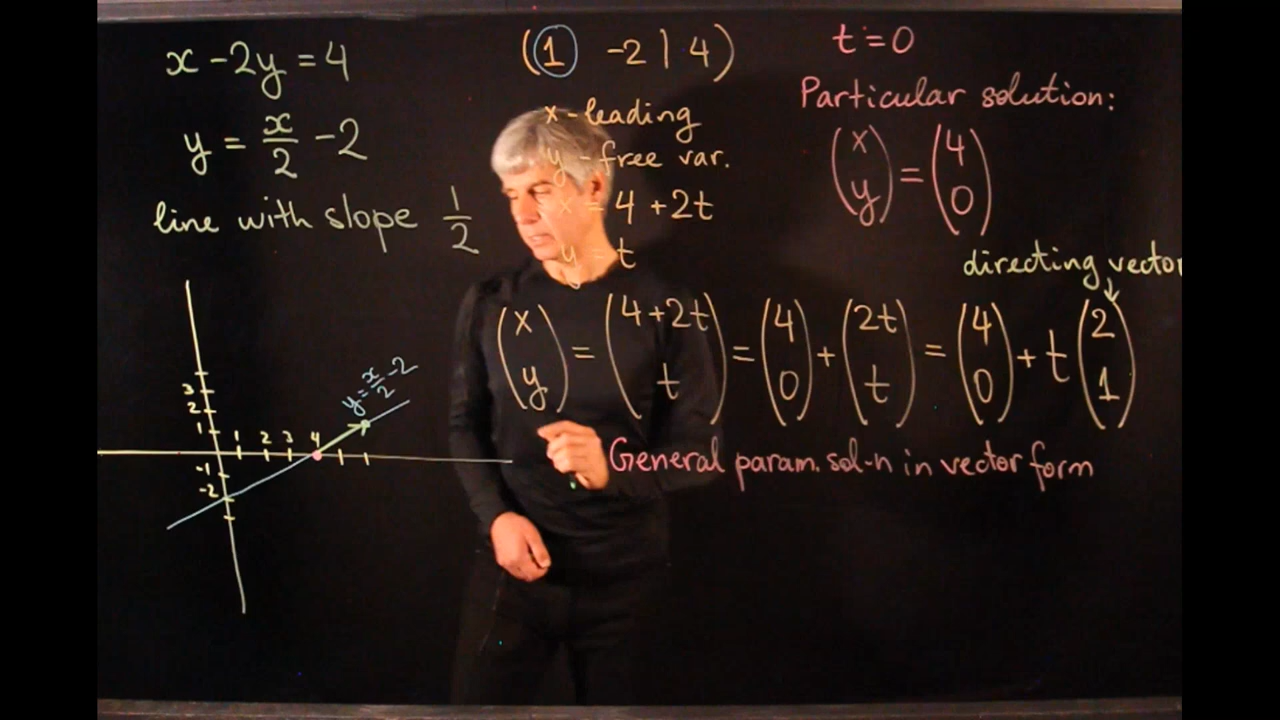 x - 2y = 4
y = x/2 - 2
line with slope 1/2
(1 -2 | 4)
x - leading
y - free var.
x = 4 + 2t
y = t
t = 0
Particular solution:
(x y) = (4 0)
directing vector
(x y) = (4+2t t) = (4 0) + (2t t) = (4 0) + t (2 1)
General param. sol-n in vector form
y = x/2 - 2
3
2
1
1 2 3 4
-1
-2